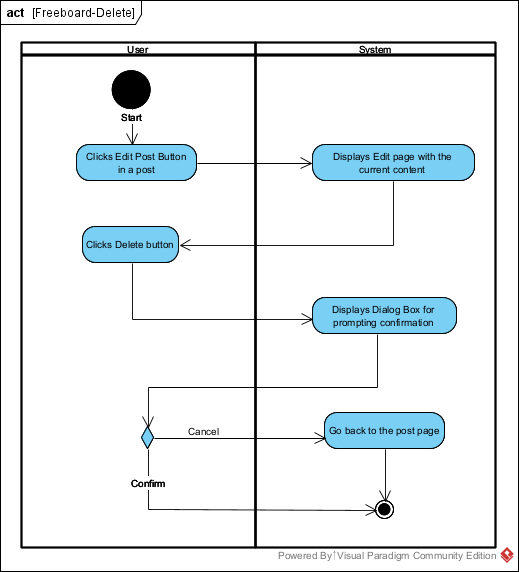 act [Freeboard-Delete]
User
System
Start
Clicks Edit Post Button
in a post
Displays Edit page with the
current content
Clicks Delete button
Displays Dialog Box for
prompting confirmation
Cancel
Go back to the post page
Confirm
Powered By Visual Paradigm Community Edition